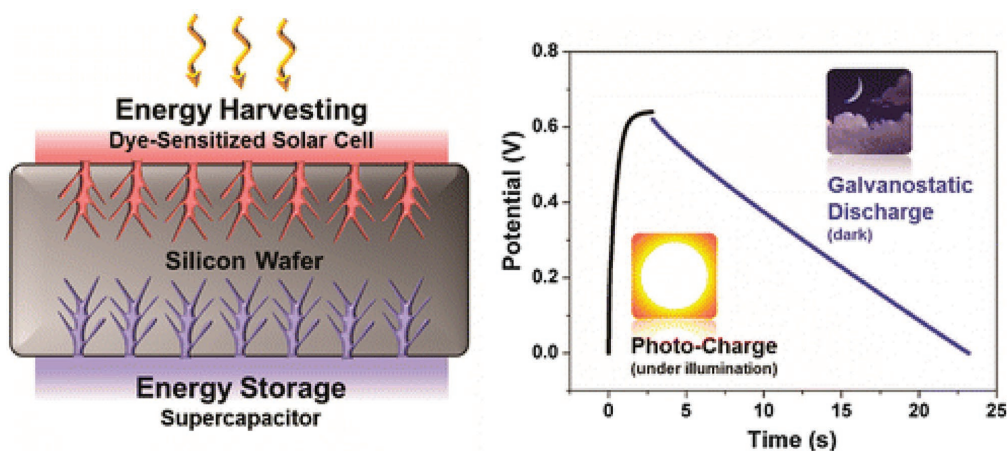 Energy Harvesting
Dye-Sensitized Solar Cell
Silicon Wafer
Energy Storage
Supercapacitor
Potential (V)
0.8
0.6
0.4
0.2
0.0
Galvanostatic
Discharge
(dark)
Photo-Charge
(under illumination)
0 5 10 15 20 25
Time (s)